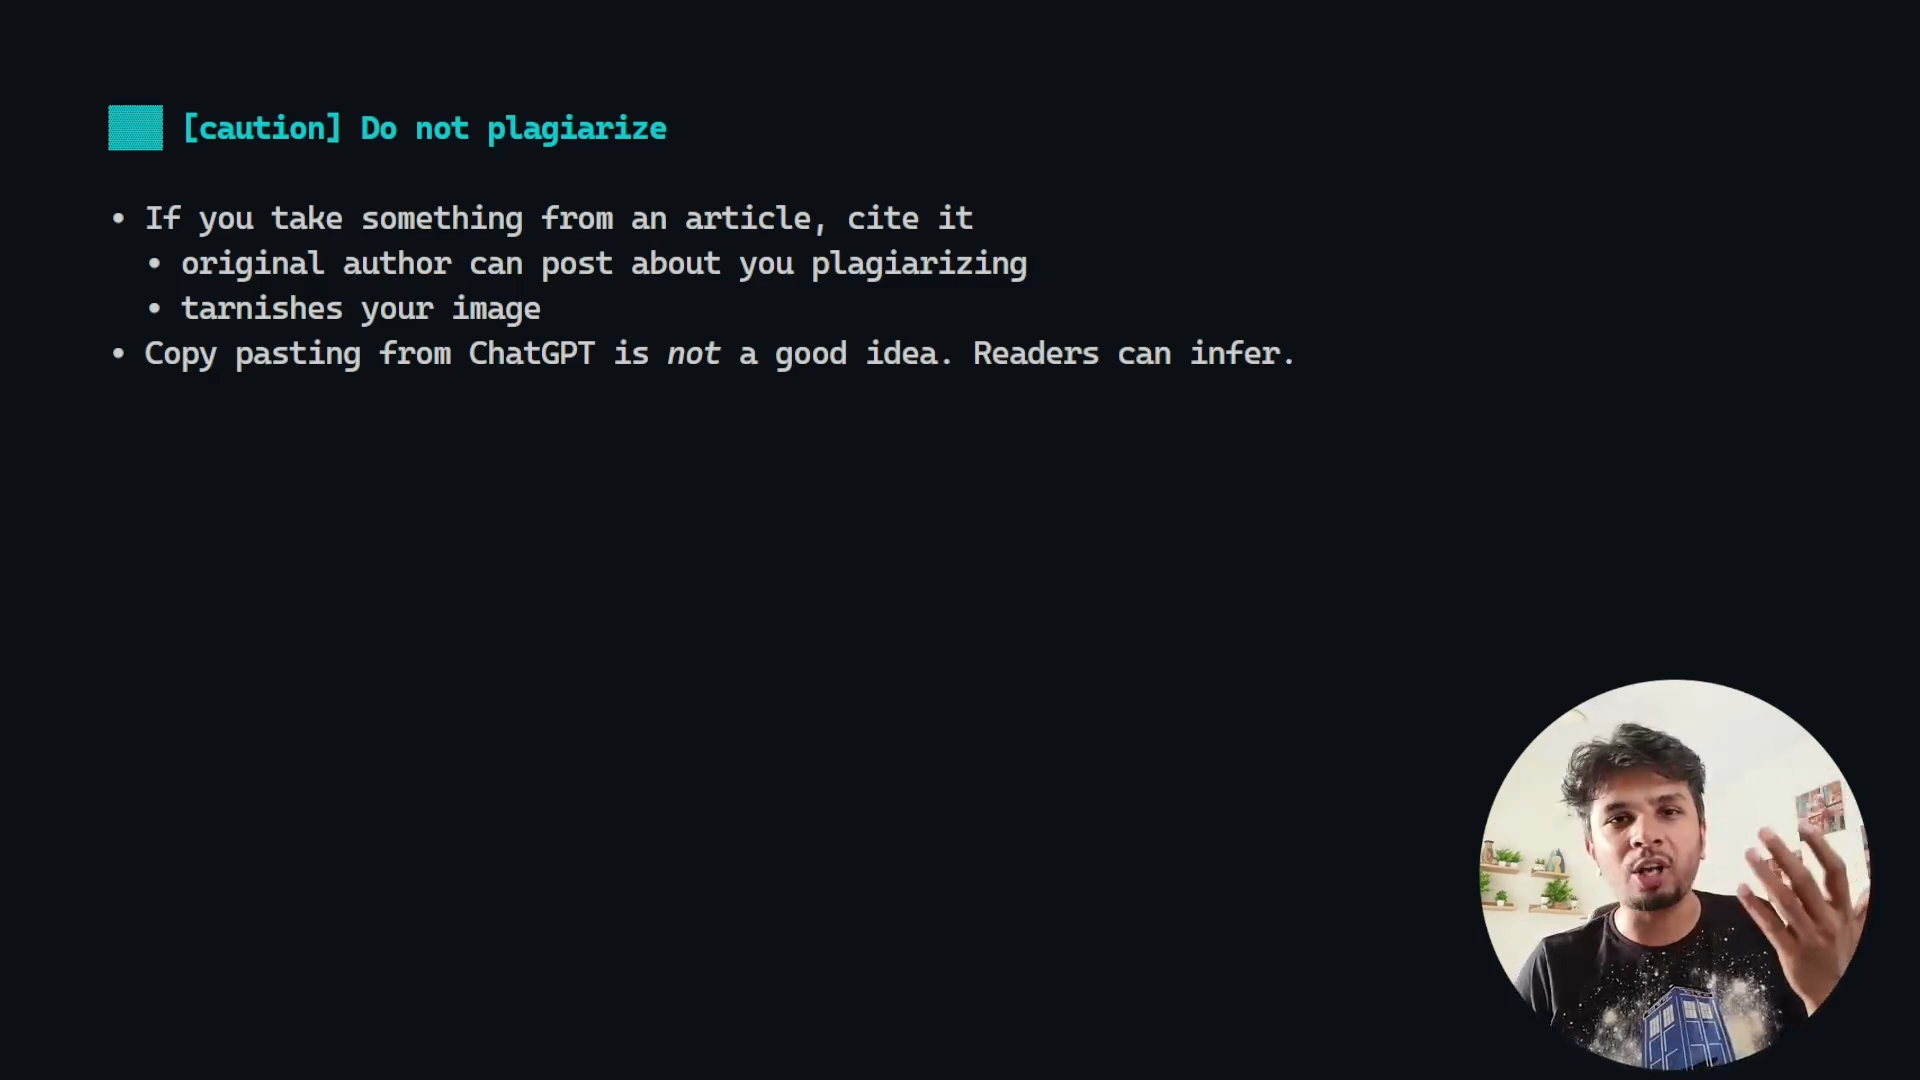 [caution] Do not plagiarize
• If you take something from an article, cite it
• original author can post about you plagiarizing
• tarnishes your image
• Copy pasting from ChatGPT is not a good idea. Readers can infer.